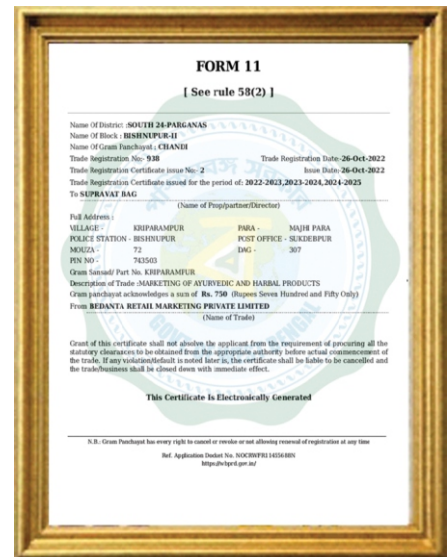 FORM 11
[ See rule 58(2) ]
Name Of District :SOUTH 24-PARGANAS
Name Of Block : BISHNUPUR-II
Name Of Gram Panchayat : CHANDI
Trade Registration No:- 938 Trade Registration Date:-26-Oct-2022
Trade Registration Certificate issue No:- 2 Issue Date:-26-Oct-2022
Trade Registration Certificate issued for the period of: 2022-2023,2023-2024,2024-2025
To SUPRAVAT BAG
(Name of Prop/partner/Director)
Full Address :
VILLAGE - KRIPARAMPUR PARA - MAJHI PARA
POLICE STATION - BISHNUPUR POST OFFICE - SUKDEBPUR
MOUZA - 72 DAG - 307
PIN NO - 743503
Gram Sansad/ Part No. KRIPARAMPUR
Description of Trade :MARKETING OF AYURVEDIC AND HARBAL PRODUCTS
Gram panchayat acknowledges a sum of Rs. 750 (Rupees Seven Hundred and Fifty Only)
From BEDANTA RETAIL MARKETING PRIVATE LIMITED
(Name of Trade)
Grant of this certificate shall not absolve the applicant from the requirement of procuring all the
statutory clearances to be obtained from the appropriate authority before actual commencement of
the trade. If any violation/default is noted later is, the certificate shall be liable to be cancelled and
the trade/business shall be closed down with immediate effect.
This Certificate Is Electronically Generated
N.B.: Gram Panchayat has every right to cancel or revoke or not allowing renewal of registration at any time
Ref. Application Docket No.
https://wbprd.gov.in/